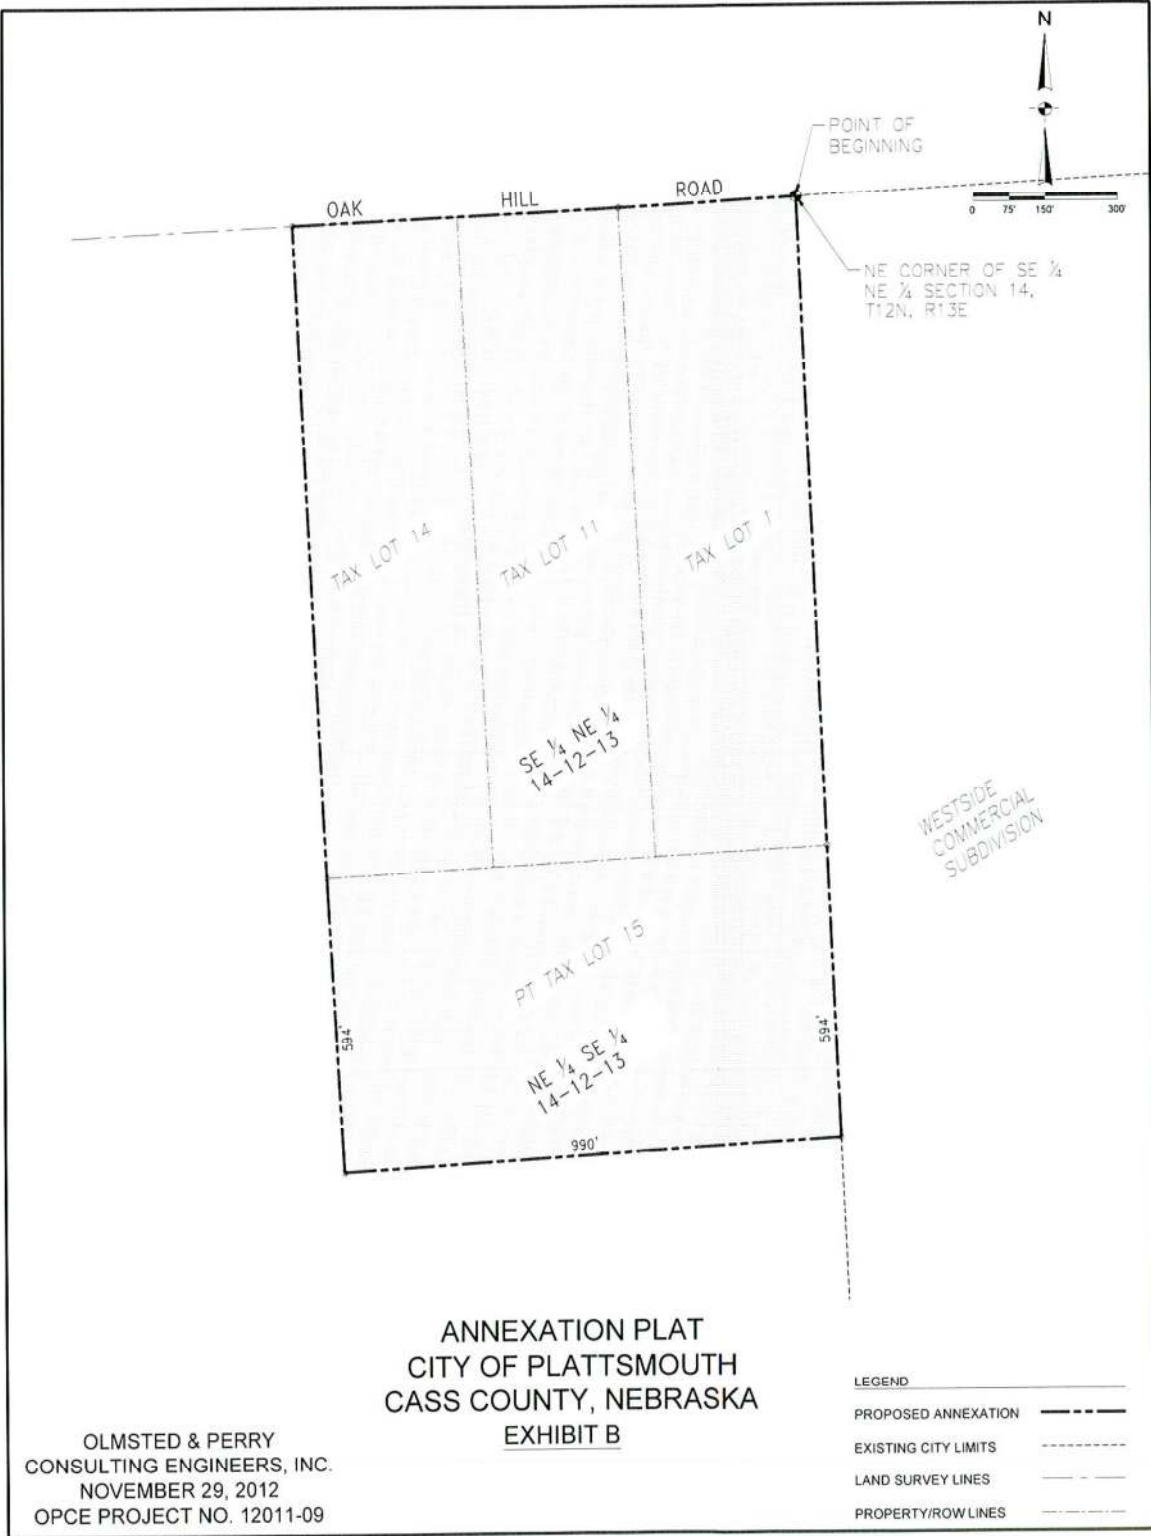 N
POINT OF
BEGINNING
OAK HILL ROAD
0 75' 150' 300'
NE CORNER OF SE ¼
NE ¼ SECTION 14,
T12N, R13E
TAX LOT 14
TAX LOT 11
TAX LOT 1
SE ¼ NE ¼
14-12-13
WESTSIDE
COMMERCIAL
SUBDIVISION
PT TAX LOT 15
594'
594'
NE ¼ SE ¼
14-12-13
990'
ANNEXATION PLAT
CITY OF PLATTSMOUTH
CASS COUNTY, NEBRASKA
EXHIBIT B
OLMSTED & PERRY
CONSULTING ENGINEERS, INC.
NOVEMBER 29, 2012
OPCE PROJECT NO. 12011-09
LEGEND
PROPOSED ANNEXATION
EXISTING CITY LIMITS
LAND SURVEY LINES
PROPERTY/ROW LINES